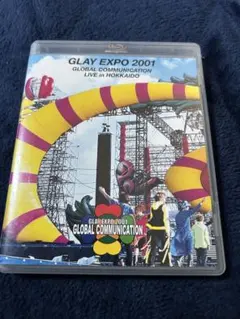 GLAY EXPO 2001
GLOBAL COMMUNICATION
LIVE in HOKKAIDO
GLAY EXPO 2001
GLOBAL COMMUNICATION